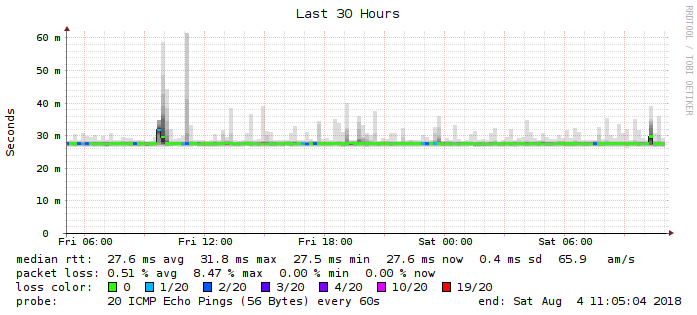 Last 30 Hours
RRDTOOL / TOBI OETIKER
Seconds
60 m
50 m
40 m
30 m
20 m
10 m
0
Fri 06:00 Fri 12:00 Fri 18:00 Sat 00:00 Sat 06:00
median rtt: 27.6 ms avg 31.8 ms max 27.5 ms min 27.6 ms now 0.4 ms sd 65.9 am/s
packet loss: 0.51 % avg 8.47 % max 0.00 % min 0.00 % now
loss color: 0 1/20 2/20 3/20 4/20 10/20 19/20
probe: 20 ICMP Echo Pings (56 Bytes) every 60s end: Sat Aug 4 11:05:04 2018